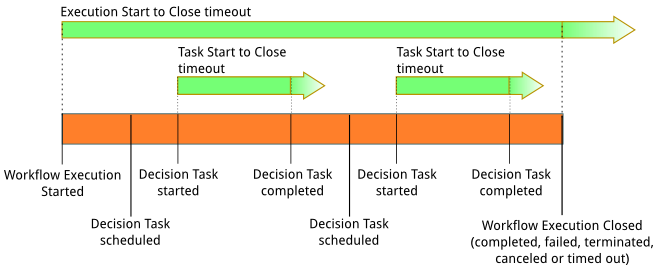 Execution Start to Close timeout
Task Start to Close
timeout
Task Start to Close
timeout
Workflow Execution
Started
Decision Task
started
Decision Task
completed
Decision Task
started
Decision Task
completed
Decision Task
scheduled
Decision Task
scheduled
Workflow Execution Closed
(completed, failed, terminated,
canceled or timed out)